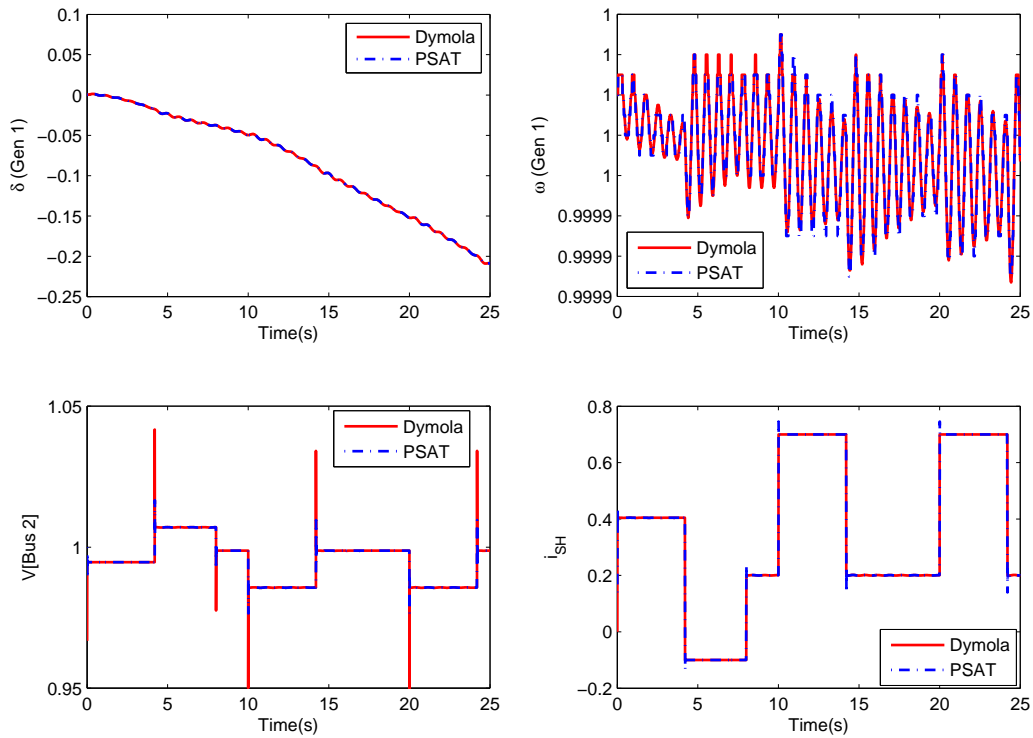 0.1
0.05
0
−0.05
−0.1
−0.15
−0.2
−0.25
δ (Gen 1)
0 5 10 15 20 25
Time(s)
Dymola
PSAT
1
1
1
1
1
0.9999
0.9999
0.9999
ω (Gen 1)
0 5 10 15 20 25
Time(s)
Dymola
PSAT
1.05
1
0.95
V[Bus 2]
0 5 10 15 20 25
Time(s)
Dymola
PSAT
0.8
0.6
0.4
0.2
0
−0.2
iSH
0 5 10 15 20 25
Time(s)
Dymola
PSAT